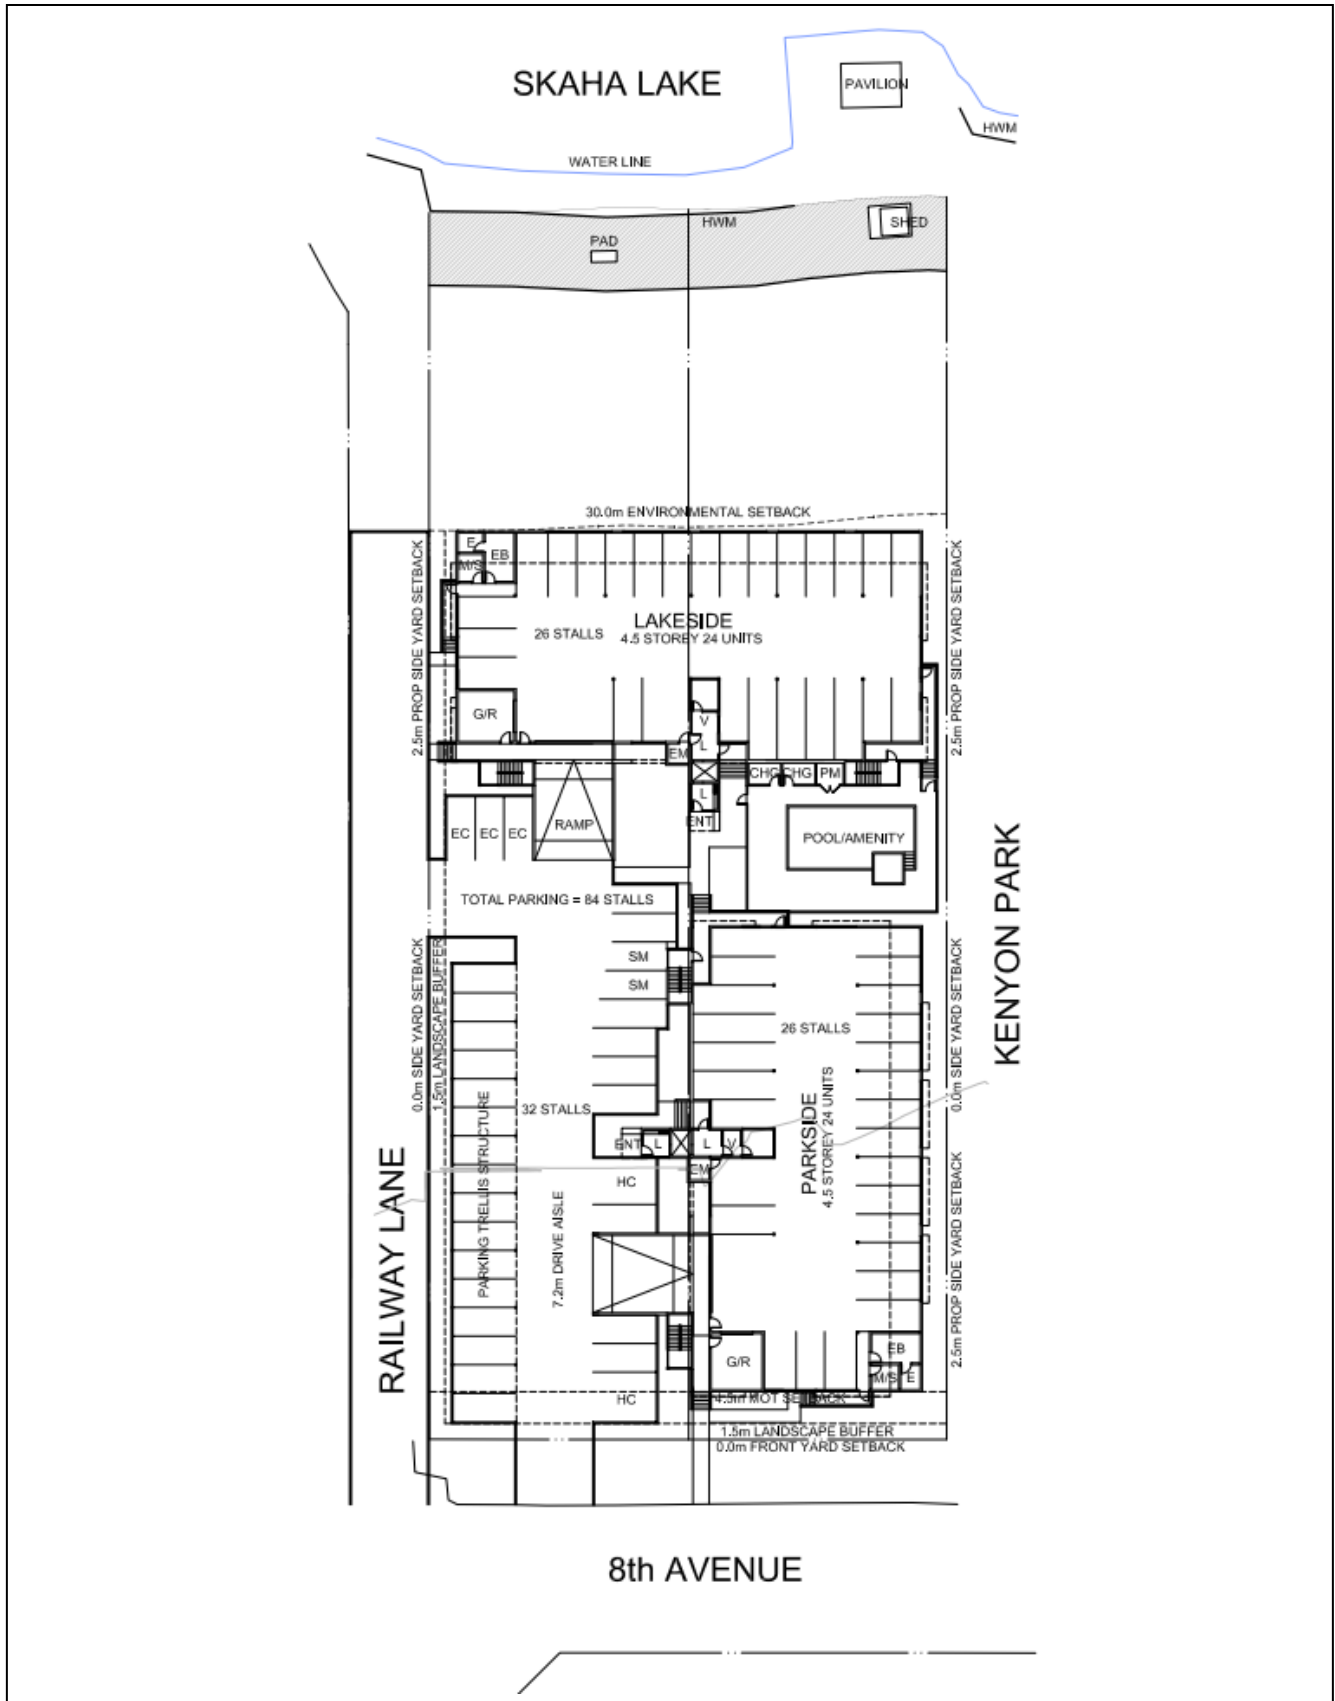 SKAHA LAKE
PAVILION
HWM
WATER LINE
HWM
SHED
PAD
30.0m ENVIRONMENTAL SETBACK
2.5m PROP SIDE YARD SETBACK
E
EB
M/S
2.5m PROP SIDE YARD SETBACK
LAKESIDE
26 STALLS
4.5 STOREY 24 UNITS
G/R
V
L
EM
CHG
CHG
PM
L
ENT
EC
EC
EC
RAMP
POOL/AMENITY
TOTAL PARKING = 84 STALLS
KENYON PARK
0.0m SIDE YARD SETBACK
1.5m LANDSCAPE BUFFER
SM
SM
26 STALLS
0.0m SIDE YARD SETBACK
32 STALLS
PARKING TRELLIS STRUCTURE
PARKSIDE
4.5 STOREY 24 UNITS
ENT
L
L
V
EM
HC
RAILWAY LANE
7.2m DRIVE AISLE
2.5m PROP SIDE YARD SETBACK
G/R
EB
M/S
E
HC
4.5m MOT SETBACK
1.5m LANDSCAPE BUFFER
0.0m FRONT YARD SETBACK
8th AVENUE